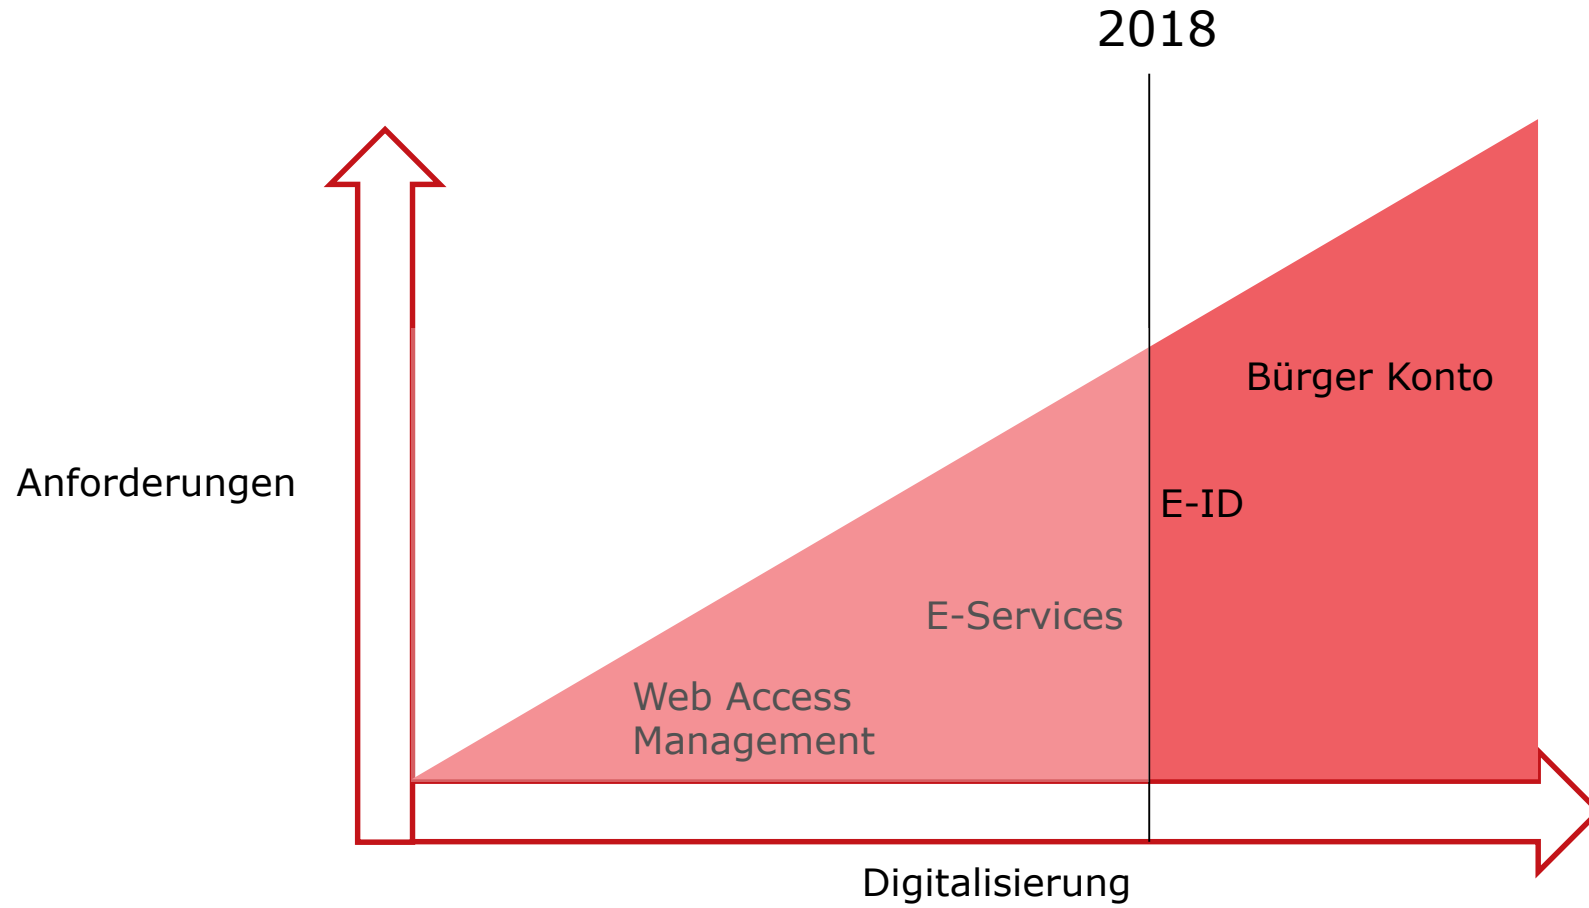 2018
Bürger Konto
Anforderungen
E-ID
E-Services
Web Access
Management
Digitalisierung